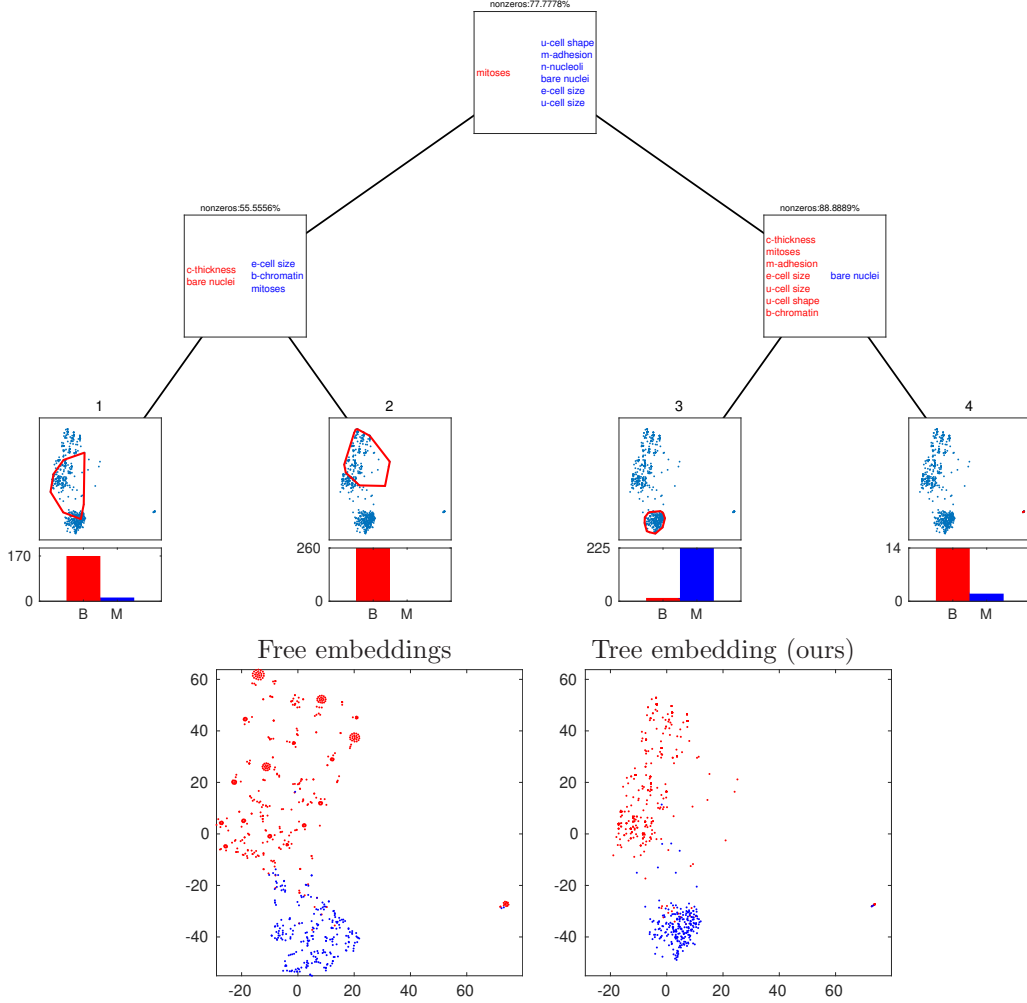 nonzeros:77.7778%
mitoses
u-cell shape
m-adhesion
n-nucleoli
bare nuclei
e-cell size
u-cell size
nonzeros:55.5556%
c-thickness
bare nuclei
e-cell size
b-chromatin
mitoses
nonzeros:88.8889%
c-thickness
mitoses
m-adhesion
e-cell size
u-cell size
u-cell shape
b-chromatin
bare nuclei
1
2
3
4
170
0
B M
260
0
B M
225
0
B M
14
0
B M
Free embeddings
60
40
20
0
-20
-40
-20 0 20 40 60
Tree embedding (ours)
60
40
20
0
-20
-40
-20 0 20 40 60